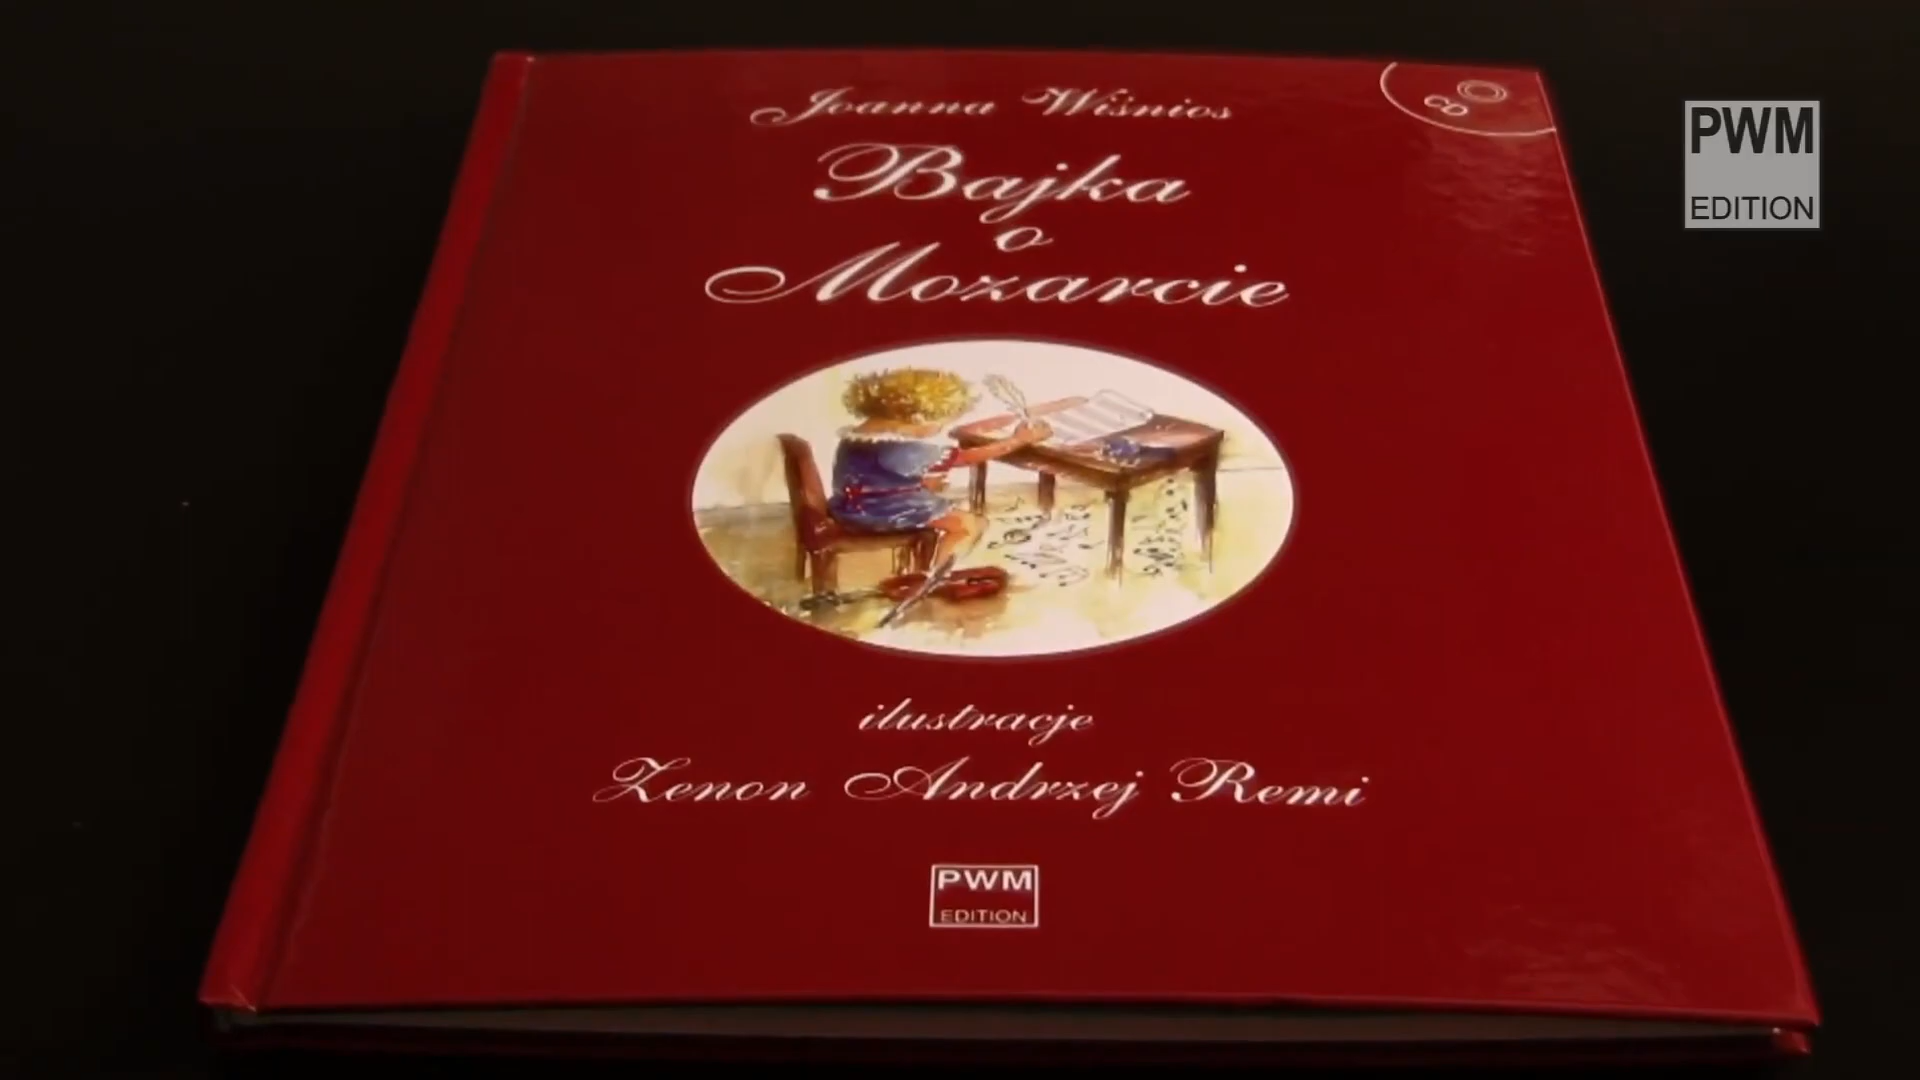 Joanna Wiśnios
Bajka
o
Mozarcie
ilustracje
Zenon Andrzej Remi
PWM
EDITION
PWM
EDITION